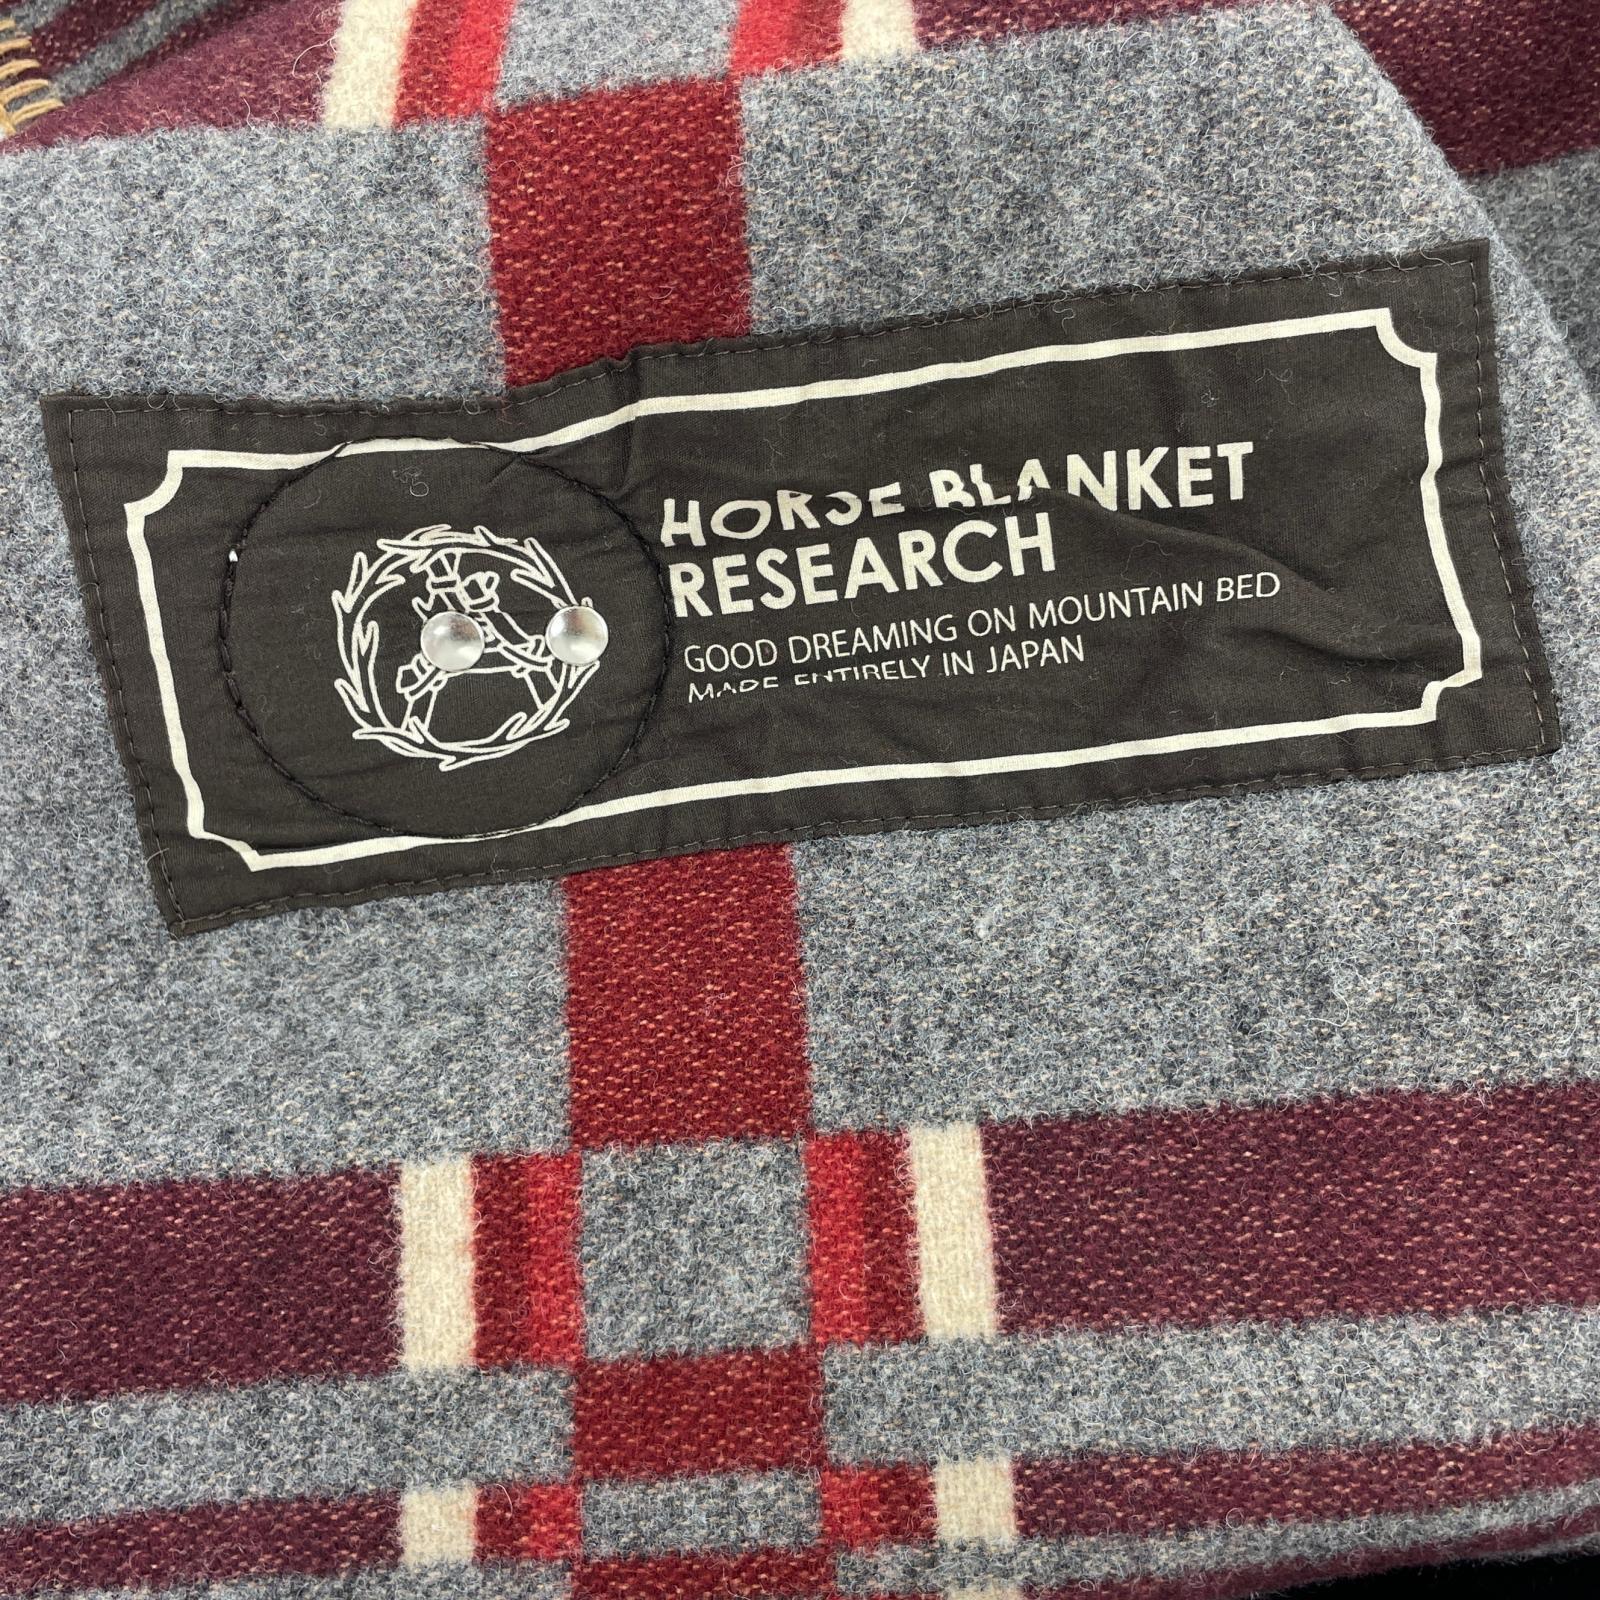 HORSE BLANKET
RESEARCH
GOOD DREAMING ON MOUNTAIN BED
MADE ENTIRELY IN JAPAN